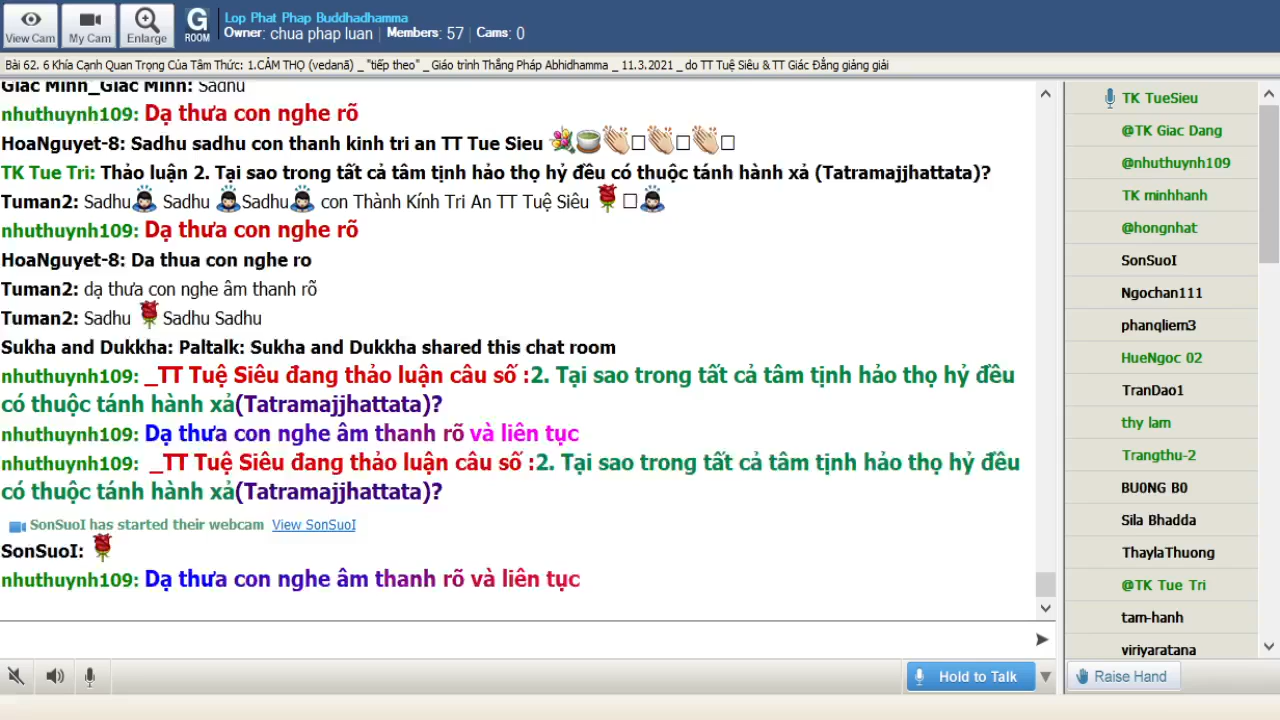 View Cam
My Cam
Enlarge
G
ROOM
Lop Phat Phap Buddhadhamma
Owner: chua phap luan | Members: 57 | Cams: 0
Bài 62. 6 Khía Cạnh Quan Trọng Của Tâm Thức: 1.CẢM THỌ (vedanā) _ "tiếp theo" _ Giáo trình Thắng Pháp Abhidhamma _ 11.3.2021 _ do TT Tuệ Siêu & TT Giác Đẳng giảng giải
Giac Minh_Giac Minh: Sadhu
nhuthuynh109: Dạ thưa con nghe rõ
HoaNguyet-8: Sadhu sadhu con thanh kinh tri an TT Tue Sieu
TK Tue Tri: Thảo luận 2. Tại sao trong tất cả tâm tịnh hảo thọ hỷ đều có thuộc tánh hành xả (Tatramajjhattata)?
Tuman2: Sadhu Sadhu Sadhu con Thành Kính Tri An TT Tuệ Siêu
nhuthuynh109: Dạ thưa con nghe rõ
HoaNguyet-8: Da thua con nghe ro
Tuman2: dạ thưa con nghe âm thanh rõ
Tuman2: Sadhu Sadhu Sadhu
Sukha and Dukkha: Paltalk: Sukha and Dukkha shared this chat room
nhuthuynh109: _TT Tuệ Siêu đang thảo luận câu số :2. Tại sao trong tất cả tâm tịnh hảo thọ hỷ đều
có thuộc tánh hành xả(Tatramajjhattata)?
nhuthuynh109: Dạ thưa con nghe âm thanh rõ và liên tục
nhuthuynh109: _TT Tuệ Siêu đang thảo luận câu số :2. Tại sao trong tất cả tâm tịnh hảo thọ hỷ đều
có thuộc tánh hành xả(Tatramajjhattata)?
SonSuoI has started their webcam View SonSuoI
SonSuoI:
nhuthuynh109: Dạ thưa con nghe âm thanh rõ và liên tục
Hold to Talk
TK TueSieu
@TK Giac Dang
@nhuthuynh109
TK minhhanh
@hongnhat
SonSuoI
Ngochan111
phanqliem3
HueNgoc 02
TranDao1
thy lam
Trangthu-2
BU0NG B0
Sila Bhadda
ThaylaThuong
@TK Tue Tri
tam-hanh
viriyaratana
Raise Hand